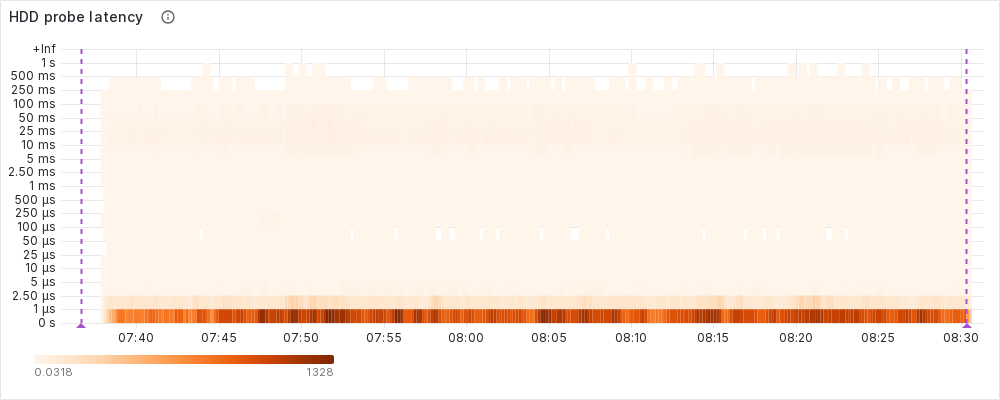 HDD probe latency
+Inf
1 s
500 ms
250 ms
100 ms
50 ms
25 ms
10 ms
5 ms
2.50 ms
1 ms
500 µs
250 µs
100 µs
50 µs
25 µs
10 µs
5 µs
2.50 µs
1 µs
0 s
07:40 07:45 07:50 07:55 08:00 08:05 08:10 08:15 08:20 08:25 08:30
0.0318 1328